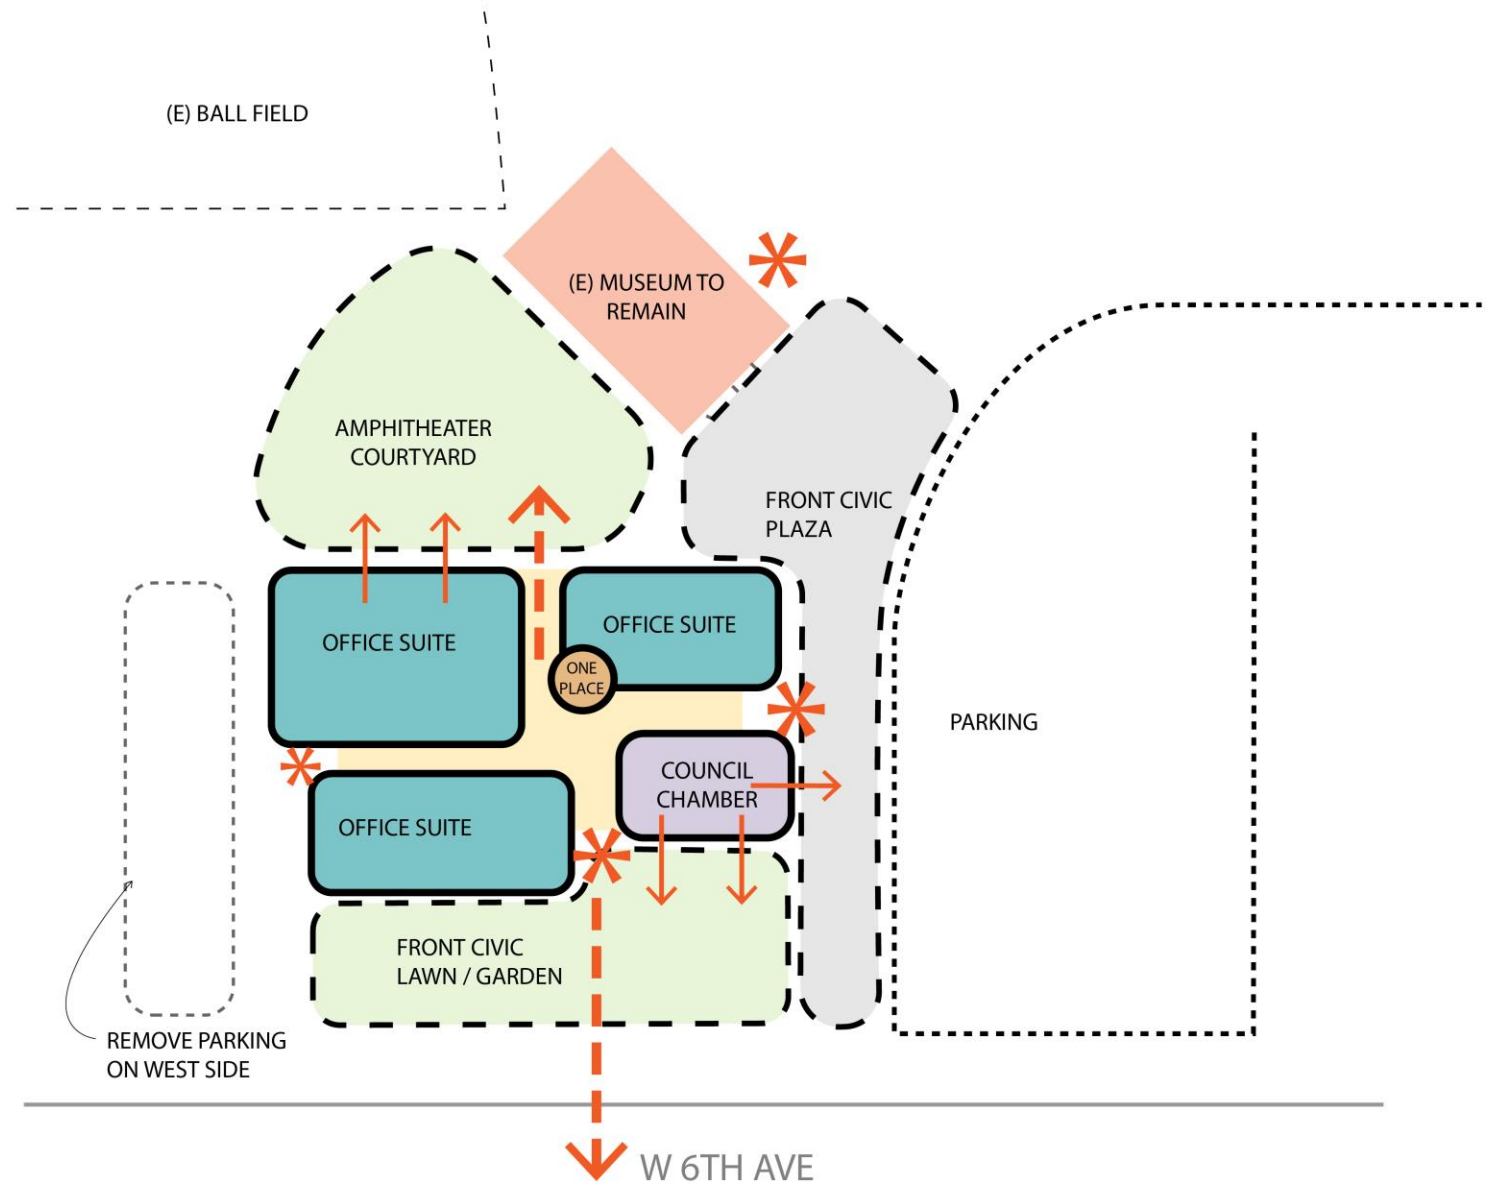 (E) BALL FIELD
(E) MUSEUM TO
REMAIN
AMPHITHEATER
COURTYARD
FRONT CIVIC
PLAZA
OFFICE SUITE
OFFICE SUITE
ONE
PLACE
PARKING
COUNCIL
CHAMBER
OFFICE SUITE
FRONT CIVIC
LAWN / GARDEN
REMOVE PARKING
ON WEST SIDE
W 6TH AVE